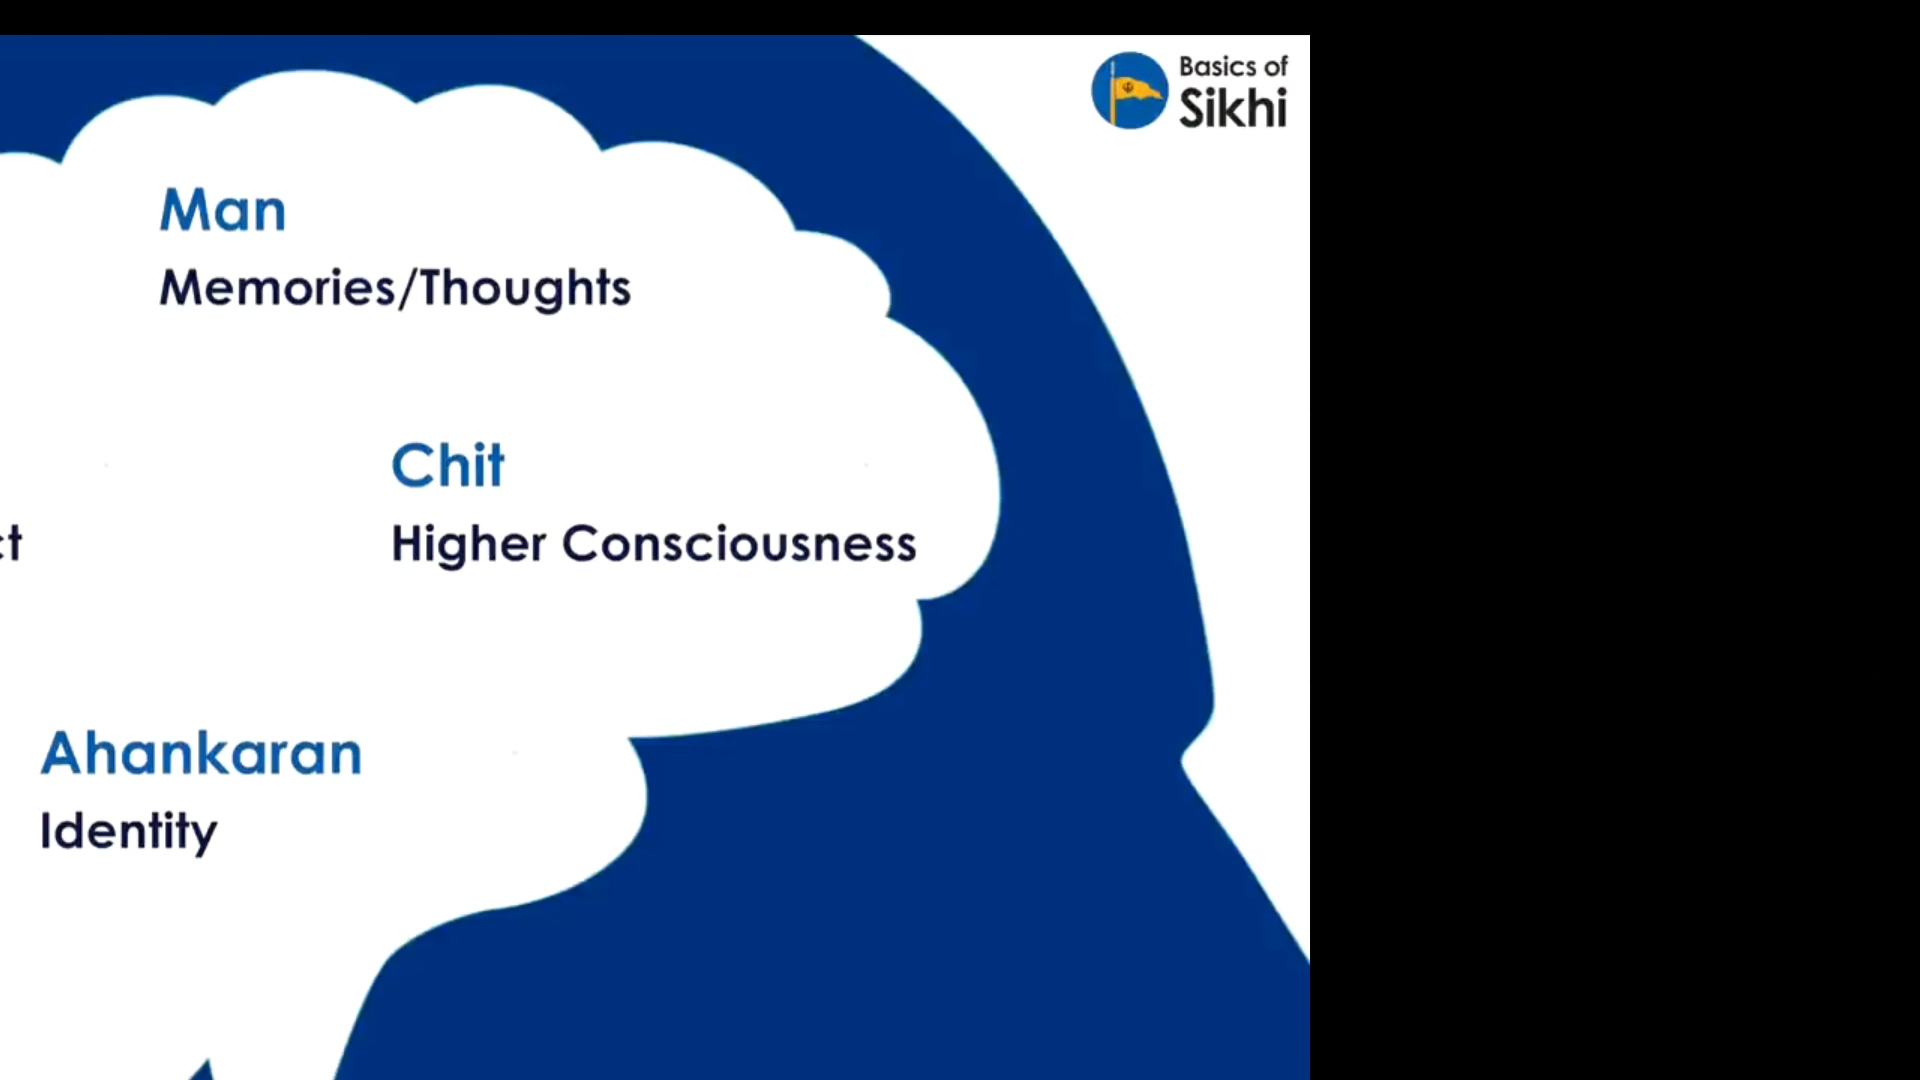 Basics of
Sikhi
Man
Memories/Thoughts
Chit
Higher Consciousness
Ahankaran
Identity